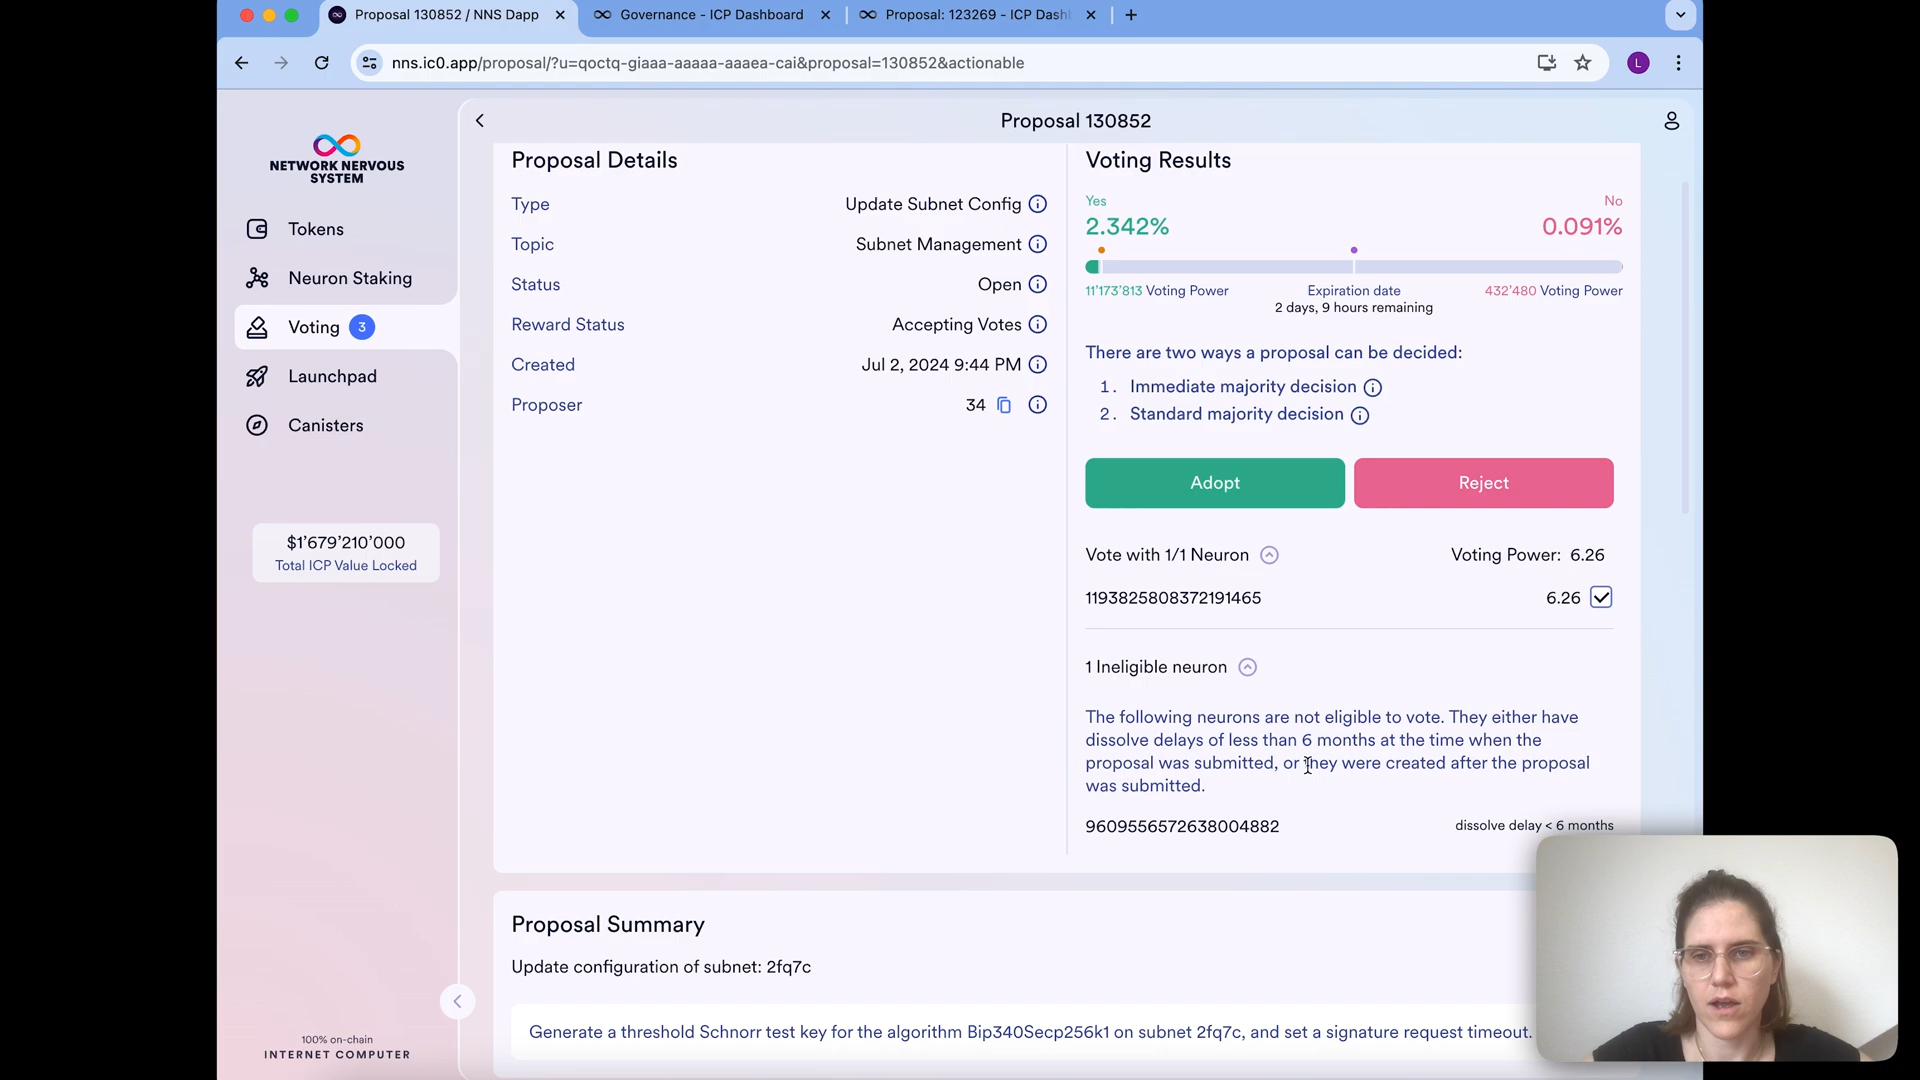 Proposal 130852 / NNS Dapp
Governance - ICP Dashboard
Proposal: 123269 - ICP Dash
nns.ic0.app/proposal/?u=qoctq-giaaa-aaaaa-aaaea-cai&proposal=130852&actionable
L
NETWORK NERVOUS
SYSTEM
Tokens
Neuron Staking
Voting 3
Launchpad
Canisters
$1'679'210'000
Total ICP Value Locked
100% on-chain
INTERNET COMPUTER
Proposal 130852
Proposal Details
Type Update Subnet Config
Topic Subnet Management
Status Open
Reward Status Accepting Votes
Created Jul 2, 2024 9:44 PM
Proposer 34
Voting Results
Yes No
2.342% 0.091%
11'173'813 Voting Power Expiration date 432'480 Voting Power
2 days, 9 hours remaining
There are two ways a proposal can be decided:
1. Immediate majority decision
2. Standard majority decision
Adopt Reject
Vote with 1/1 Neuron Voting Power: 6.26
11938258083721914​65 6.26
1 Ineligible neuron
The following neurons are not eligible to vote. They either have
dissolve delays of less than 6 months at the time when the
proposal was submitted, or they were created after the proposal
was submitted.
9609556572638004882 dissolve delay < 6 months
Proposal Summary
Update configuration of subnet: 2fq7c
Generate a threshold Schnorr test key for the algorithm Bip340Secp256k1 on subnet 2fq7c, and set a signature request timeout.